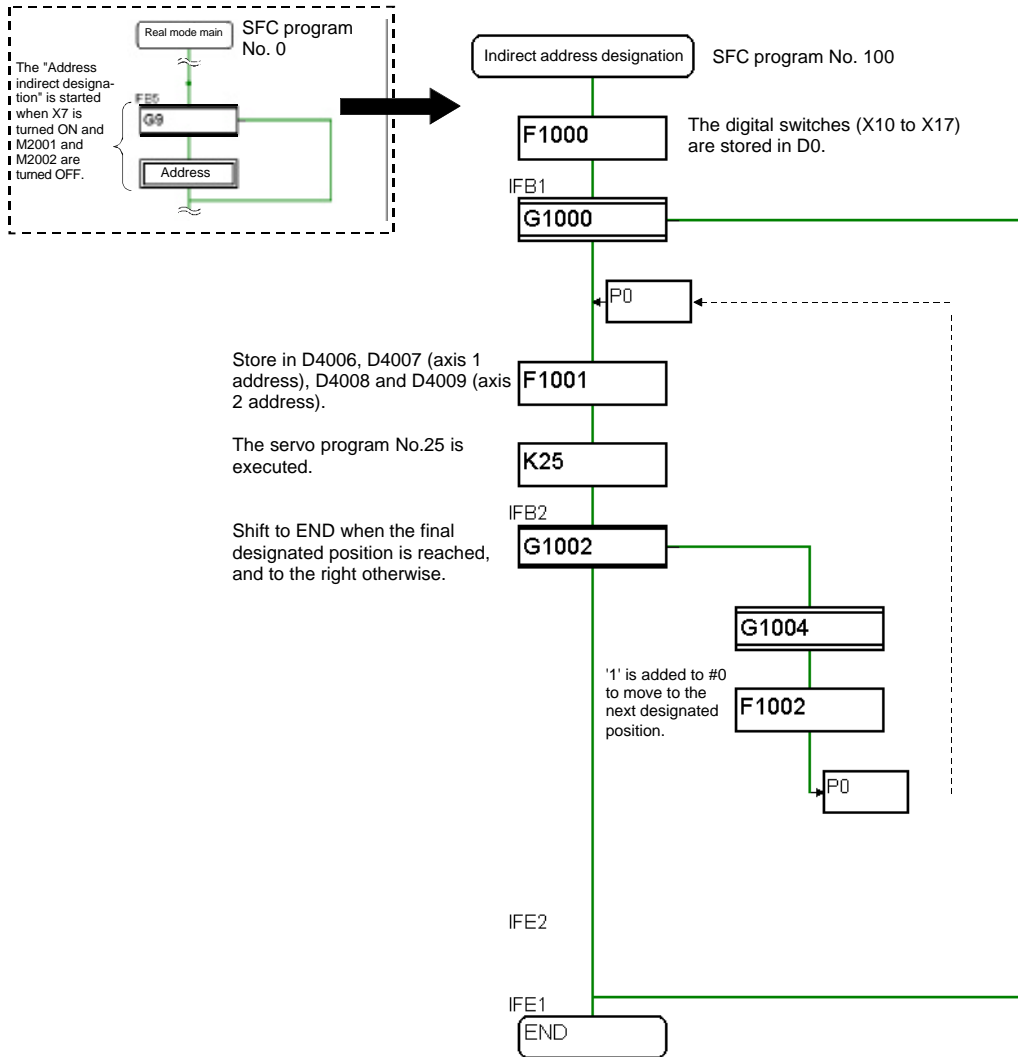 Real mode main
SFC program
No. 0
The "Address
indirect designa-
tion" is started
when X7 is
turned ON and
M2001 and
M2002 are
turned OFF.
IFB5
G9
Address
Indirect address designation
SFC program No. 100
F1000
The digital switches (X10 to X17)
are stored in D0.
IFB1
G1000
P0
Store in D4006, D4007 (axis 1
address), D4008 and D4009 (axis
2 address).
F1001
The servo program No.25 is
executed.
K25
IFB2
Shift to END when the final
designated position is reached,
and to the right otherwise.
G1002
G1004
'1' is added to #0
to move to the
next designated
position.
F1002
P0
IFE2
IFE1
END